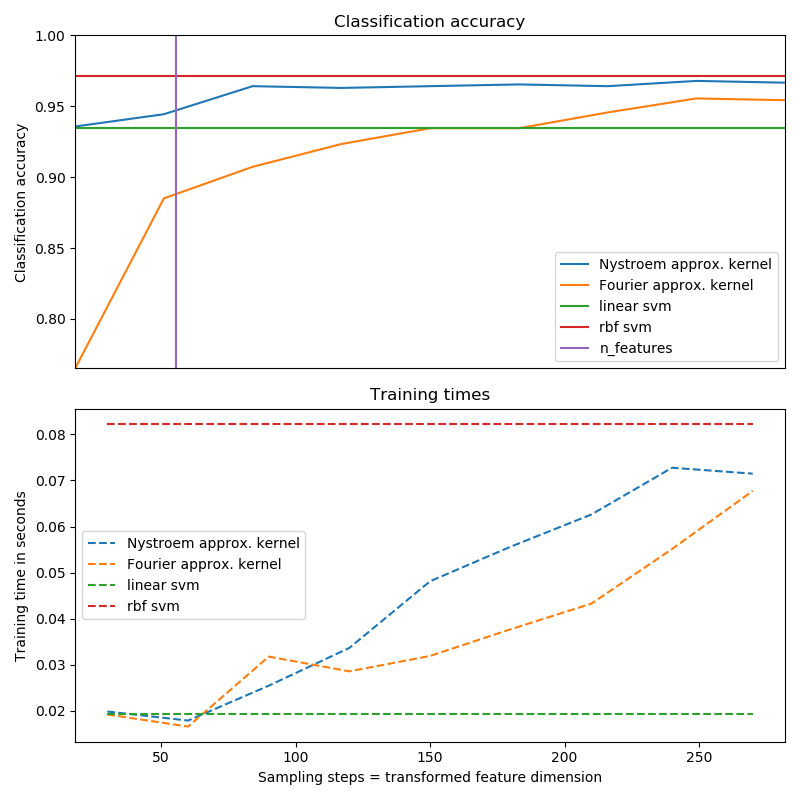 Classification accuracy
Classification accuracy
1.00
0.95
0.90
0.85
0.80
Nystroem approx. kernel
Fourier approx. kernel
linear svm
rbf svm
n_features
Training times
Training time in seconds
0.08
0.07
0.06
0.05
0.04
0.03
0.02
Nystroem approx. kernel
Fourier approx. kernel
linear svm
rbf svm
50
100
150
200
250
Sampling steps = transformed feature dimension